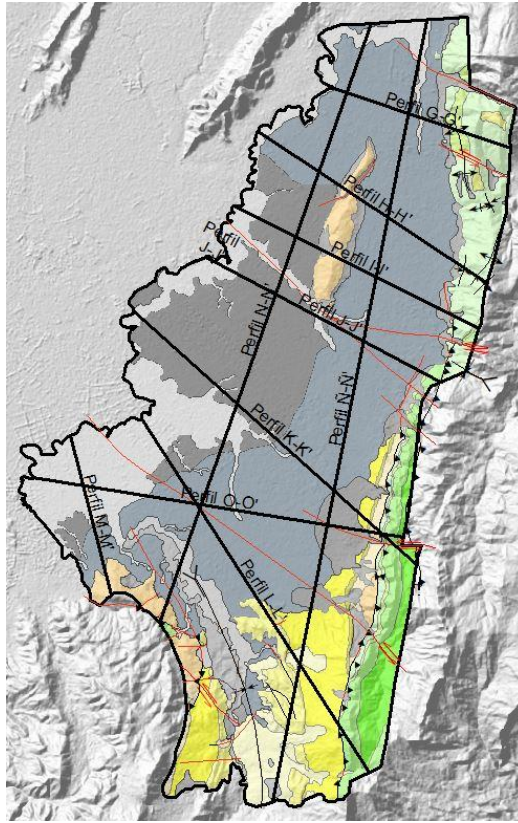 Perfil G-G'
Perfil H-H'
Perfil I-I'
Perfil
J-J'
Perfil J-J'
Perfil N-N'
Perfil Ñ-Ñ'
Perfil K-K'
Perfil O-O'
Perfil M-M'
Perfil L-L'